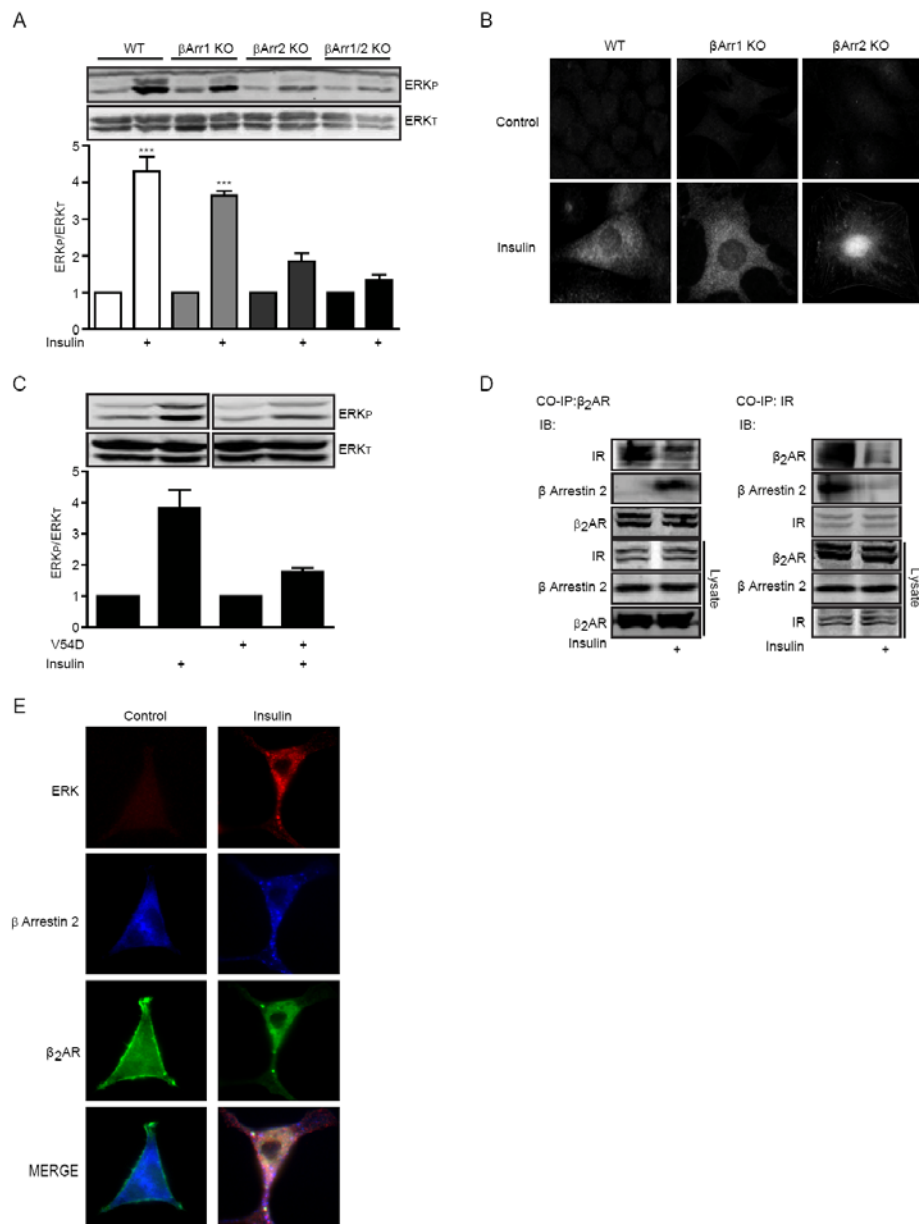 A
WT βArr1 KO βArr2 KO βArr1/2 KO
ERKP
ERKT
5
4
3
2
1
0
ERKP/ERKT
*** ***
Insulin + + + +
B
WT βArr1 KO βArr2 KO
Control
Insulin
C
ERKP
ERKT
5
4
3
2
1
0
ERKP/ERKT
V54D + +
Insulin + +
D
CO-IP:β2AR
IB:
IR
β Arrestin 2
β2AR
IR
β Arrestin 2
β2AR
Lysate
Insulin +
CO-IP: IR
IB:
β2AR
β Arrestin 2
IR
β2AR
β Arrestin 2
IR
Lysate
Insulin +
E
Control Insulin
ERK
β Arrestin 2
β2AR
MERGE